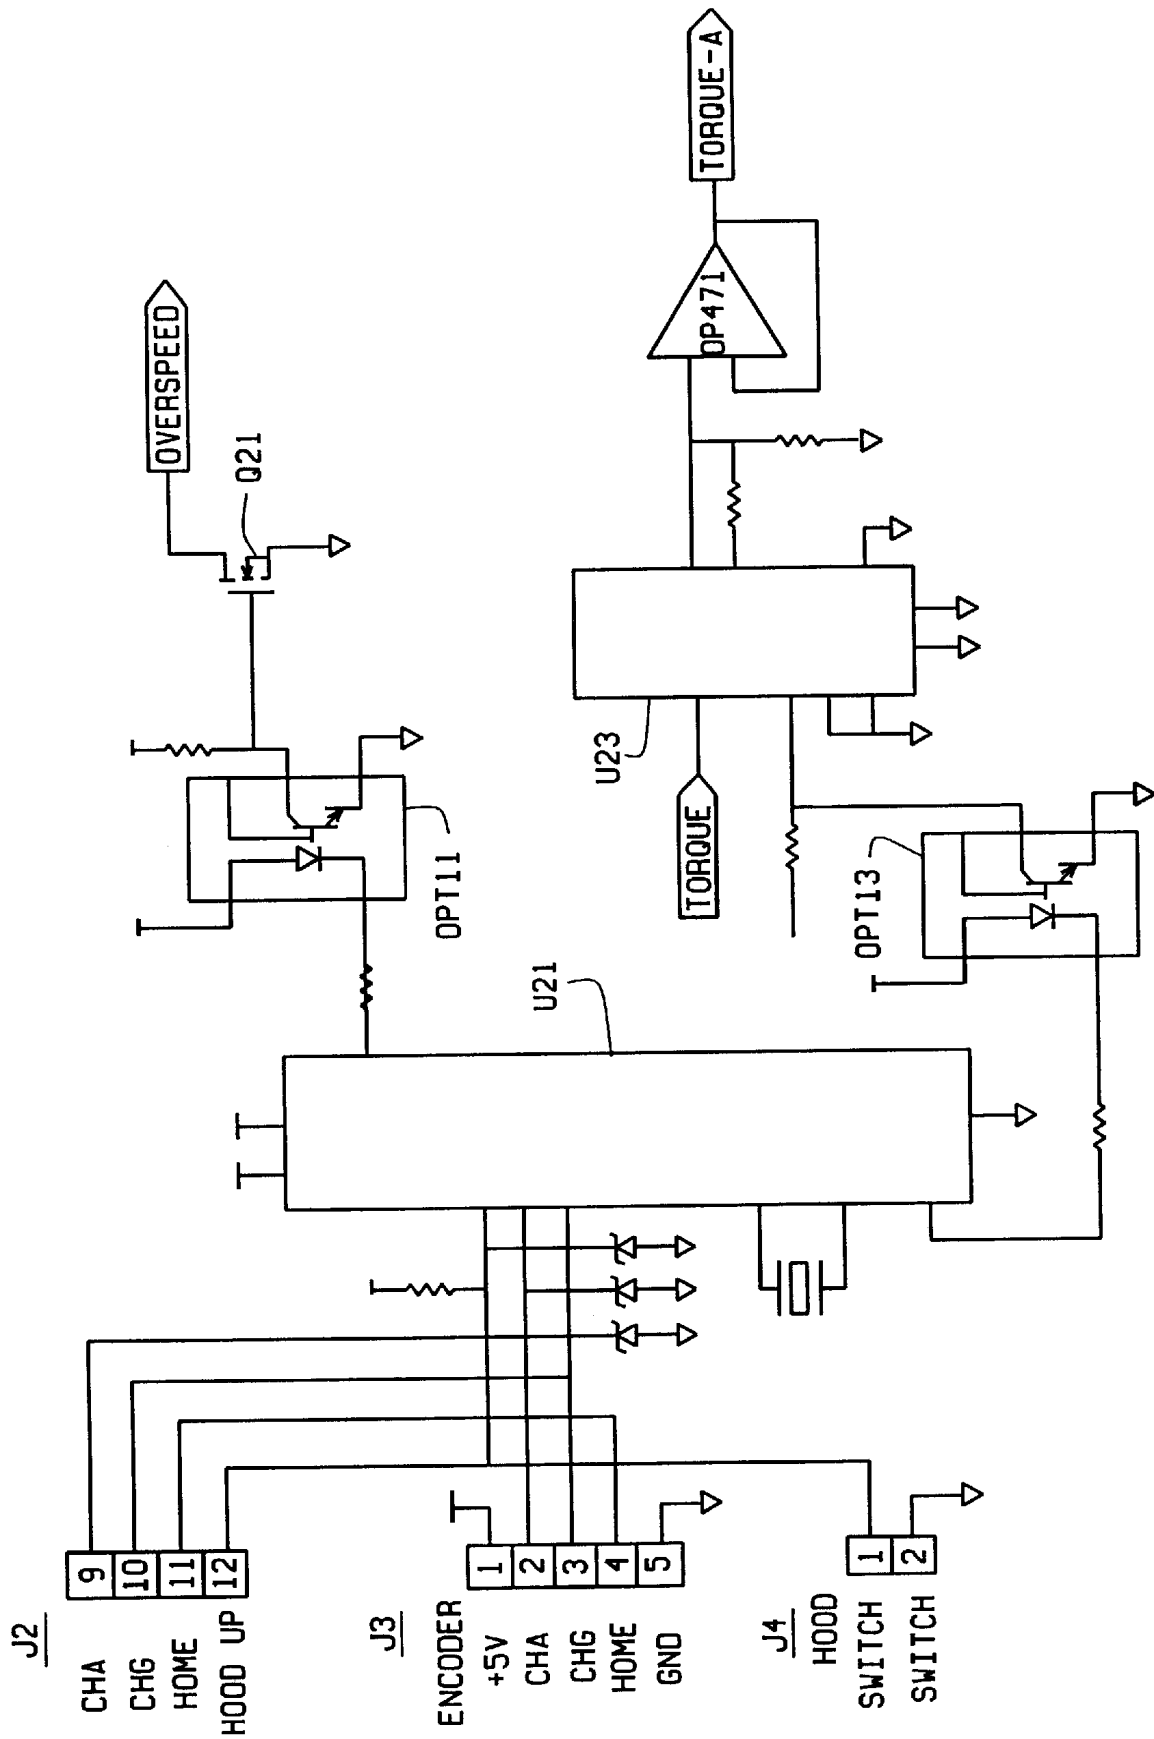 J2
CHA 9
CHG 10
HOME 11
HOOD UP 12
J3
ENCODER
+5V 1
CHA 2
CHG 3
HOME 4
GND 5
J4
HOOD
SWITCH 1
SWITCH 2
U21
OPT11
OPT13
Q21
OVERSPEED
TORQUE
U23
OP471
TORQUE-A